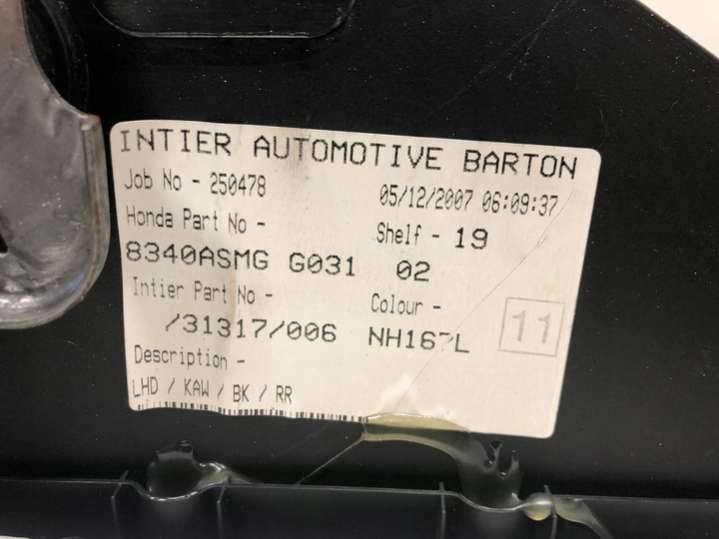 INTIER AUTOMOTIVE BARTON
Job No - 250478 05/12/2007 06:09:37
Honda Part No - Shelf - 19
8340ASMG G031 02
Intier Part No - Colour -
/31317/006 11
Description -
LHD / KAW / BK / RR